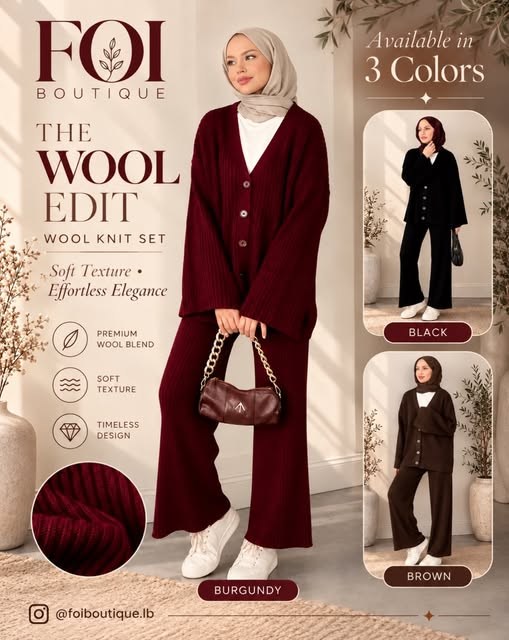 FOI
BOUTIQUE
THE
WOOL
EDIT
WOOL KNIT SET
Soft Texture •
Effortless Elegance
PREMIUM
WOOL BLEND
SOFT
TEXTURE
TIMELESS
DESIGN
Available in
3 Colors
BLACK
BROWN
BURGUNDY
@foiboutique.lb